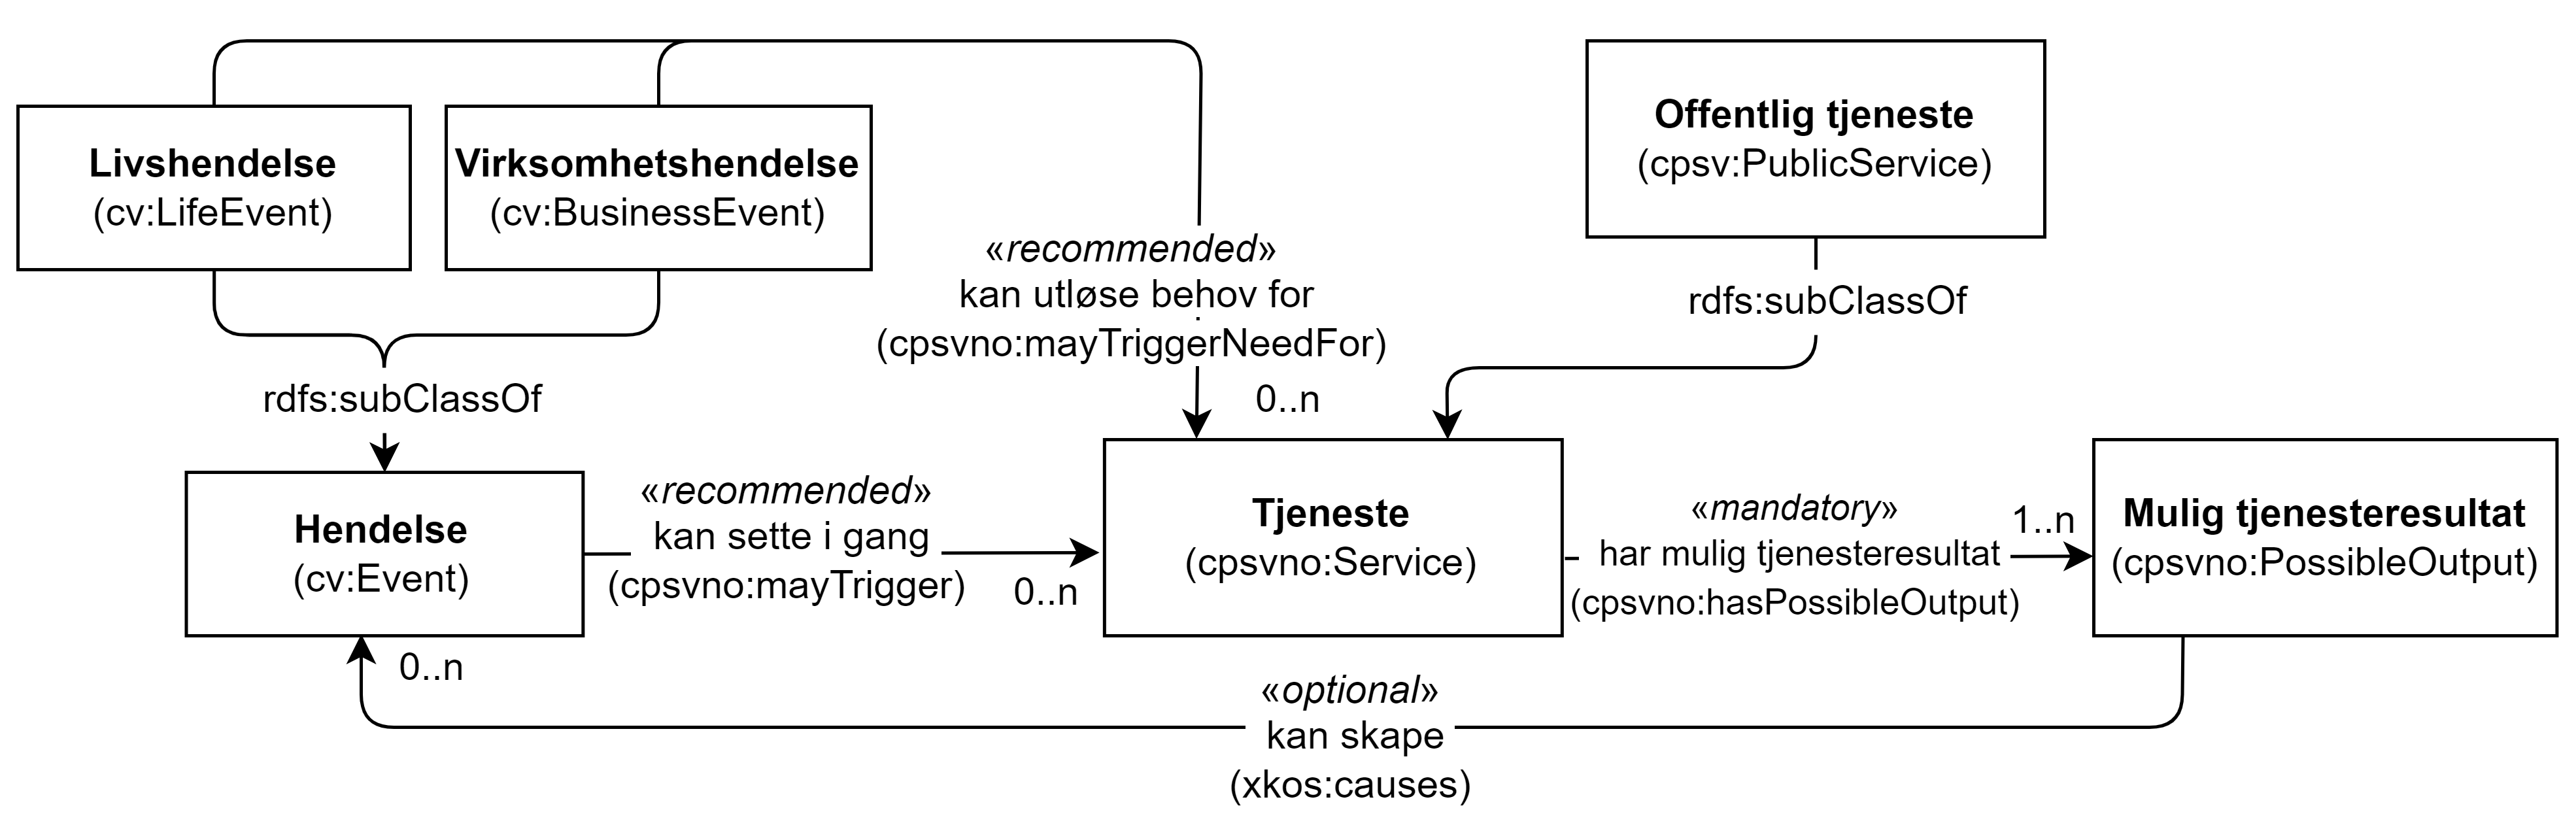 Livshendelse
(cv:LifeEvent)
Virksomhetshendelse
(cv:BusinessEvent)
Offentlig tjeneste
(cpsv:PublicService)
«recommended»
kan utløse behov for
(cpsvno:mayTriggerNeedFor)
0..n
rdfs:subClassOf
rdfs:subClassOf
Hendelse
(cv:Event)
«recommended»
kan sette i gang
(cpsvno:mayTrigger)
0..n
Tjeneste
(cpsvno:Service)
«mandatory»
har mulig tjenesteresultat
(cpsvno:hasPossibleOutput)
1..n
Mulig tjenesteresultat
(cpsvno:PossibleOutput)
0..n
«optional»
kan skape
(xkos:causes)